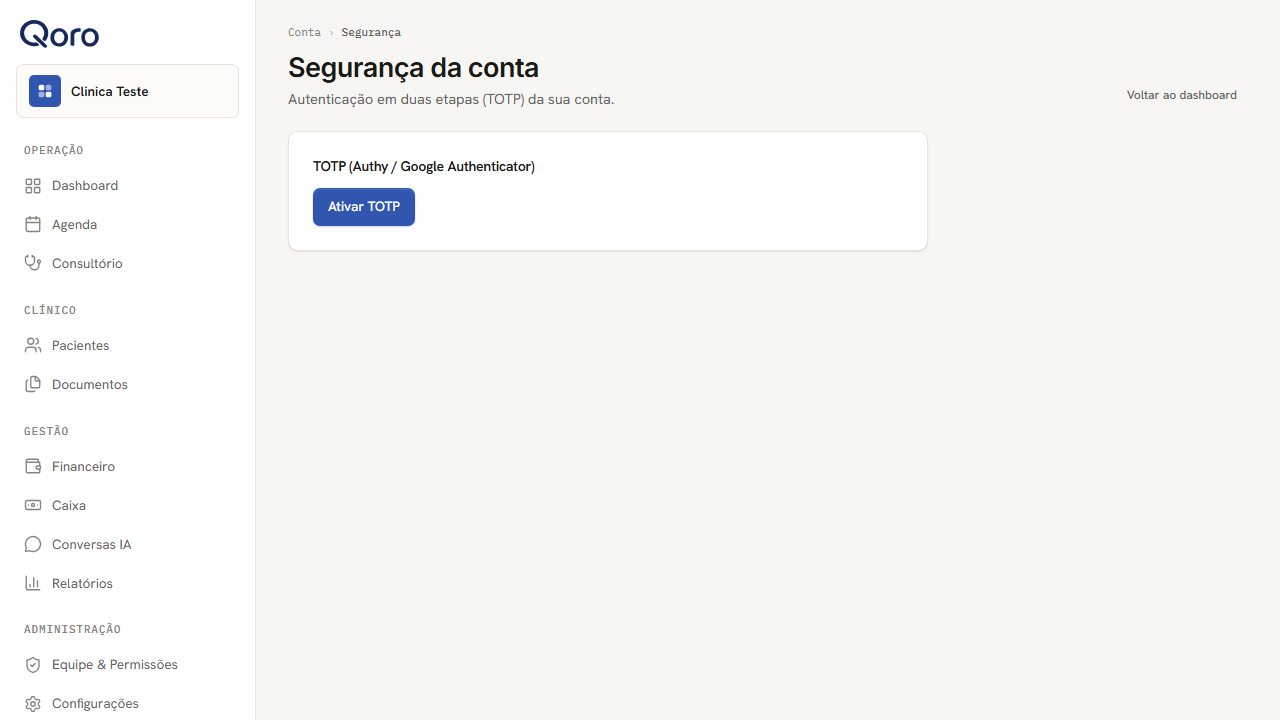 Qoro
Clinica Teste
OPERAÇÃO
Dashboard
Agenda
Consultório
CLÍNICO
Pacientes
Documentos
GESTÃO
Financeiro
Caixa
Conversas IA
Relatórios
ADMINISTRAÇÃO
Equipe & Permissões
Configurações
Conta › Segurança
Segurança da conta
Autenticação em duas etapas (TOTP) da sua conta.
Voltar ao dashboard
TOTP (Authy / Google Authenticator)
Ativar TOTP